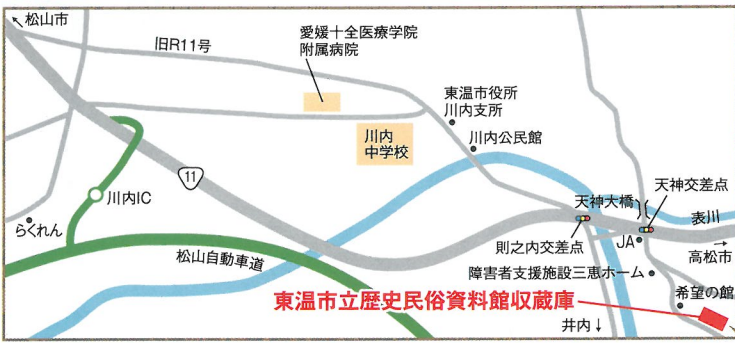 松山市
旧R11号
愛媛十全医療学院
附属病院
東温市役所
川内支所
川内公民館
川内
中学校
11
川内IC
らくれん
天神大橋
天神交差点
表川
則之内交差点
JA
高松市
松山自動車道
障害者支援施設三恵ホーム
希望の館
東温市立歴史民俗資料館収蔵庫
井内